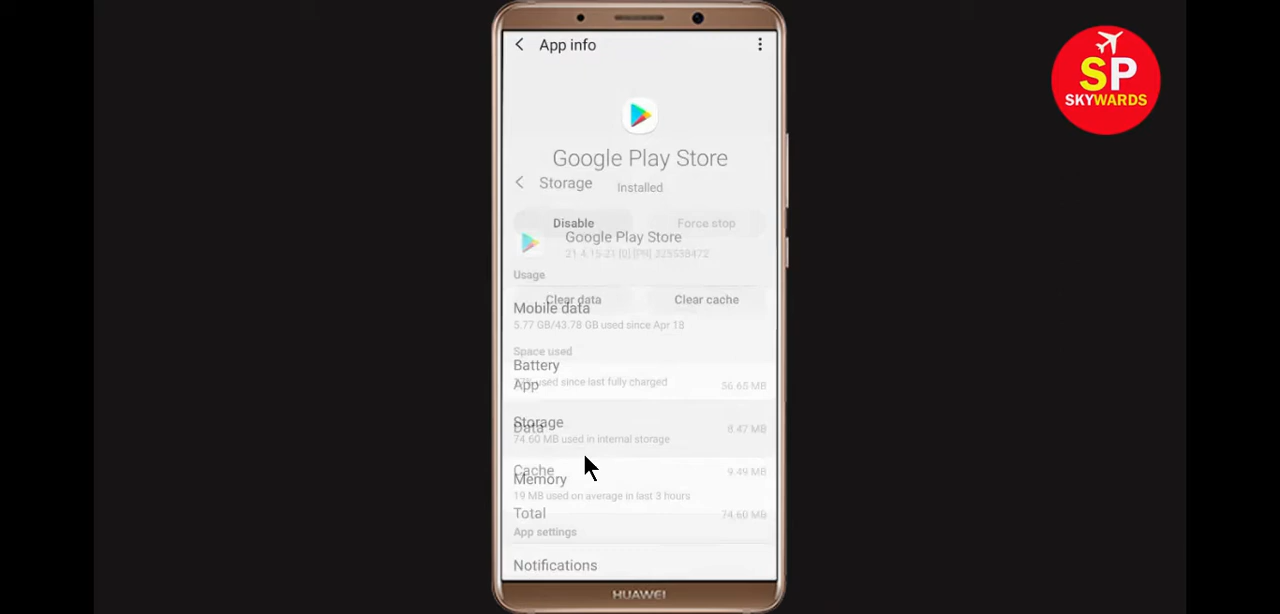 App info
SP
SKYWARDS
Google Play Store
Storage
Installed
Disable
Force stop
Google Play Store
Usage
Clear data
Clear cache
Mobile data
5.77 GB/43.78 GB used since Apr 18
Space used
Battery
used since last fully charged
App
56.65 MB
Storage
Data
8.47 MB
74.60 MB used in internal storage
Cache
9.49 MB
Memory
19 MB used on average in last 3 hours
Total
74.60 MB
App settings
Notifications
HUAWEI